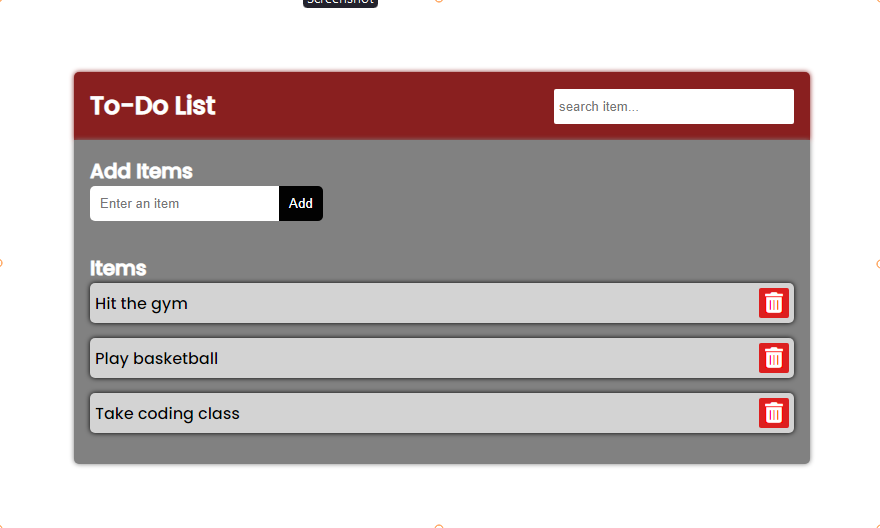 Screenshot
To-Do List
search item...
Add Items
Enter an item
Add
Items
Hit the gym
Play basketball
Take coding class